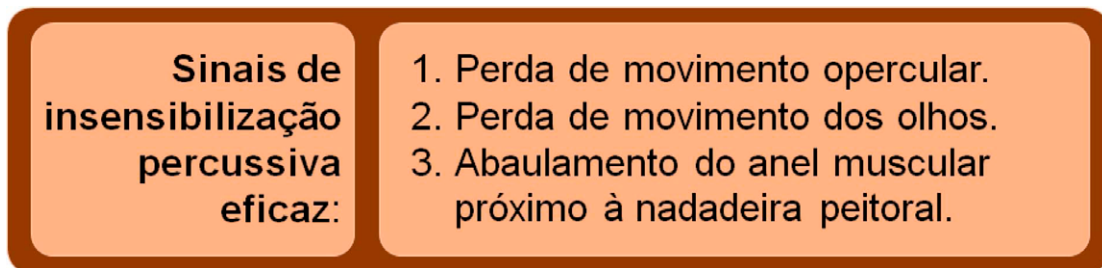 Sinais de
insensibilização
percussiva
eficaz:
1. Perda de movimento opercular.
2. Perda de movimento dos olhos.
3. Abaulamento do anel muscular
próximo à nadadeira peitoral.